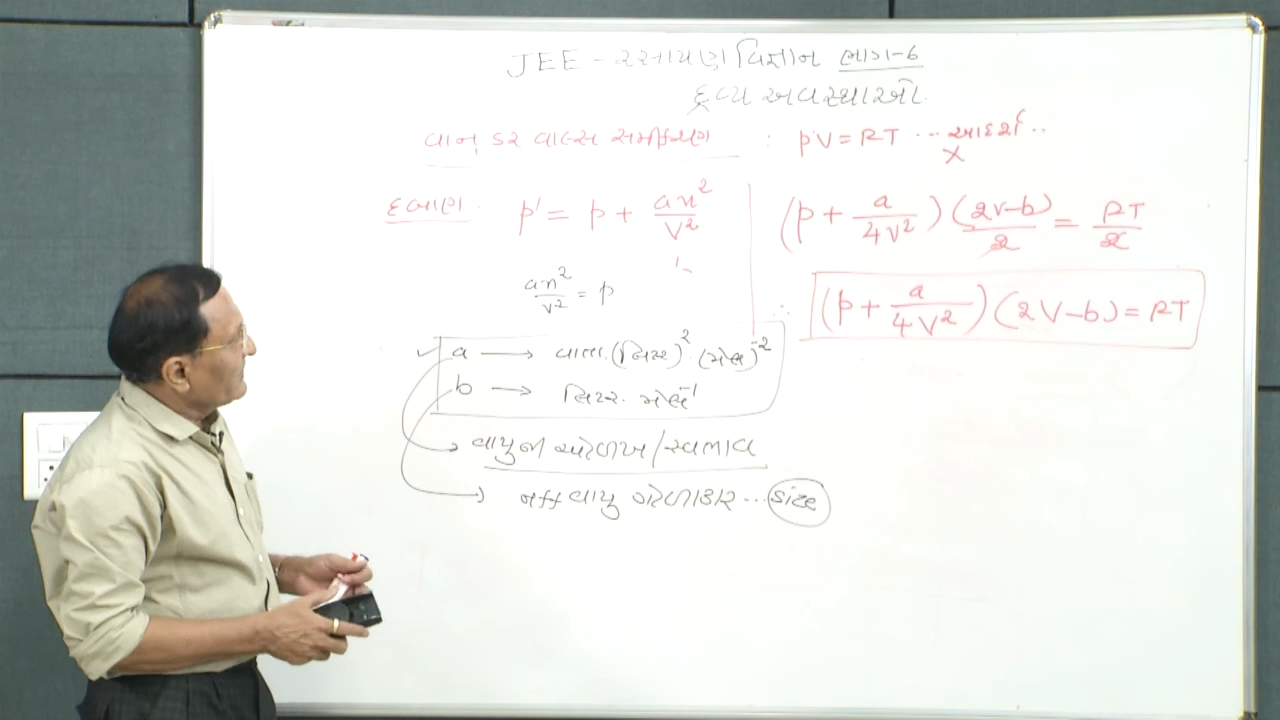 JEE - રસાયણ વિજ્ઞાન ભાગ-6
દ્રવ્ય અવસ્થાઓ.
વાન્ ડર વાલ્સ સમીકરણ : PV = RT ... આદર્શ ..
X
દબાણ. p' = p + an²/V²
an²/V² = p
✓ a → વાતા.(લિટર)² (મોલ)⁻²
b → લિટર. મોલ⁻¹
→ વાયુની ઓળખ/સ્વભાવ
→ વાયુ ગોળાકાર ... size
(p + a/4V²) (2V-b)/2 = RT/2
∴ (p + a/4V²) (2V-b) = RT